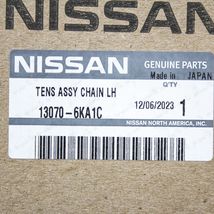 NISSAN GENUINE PARTS
Made in JAPAN
Q'TY
TENS ASSY CHAIN LH
13070-6KA1C 12/06/2023 1
NISSAN NORTH AMERICA, INC.